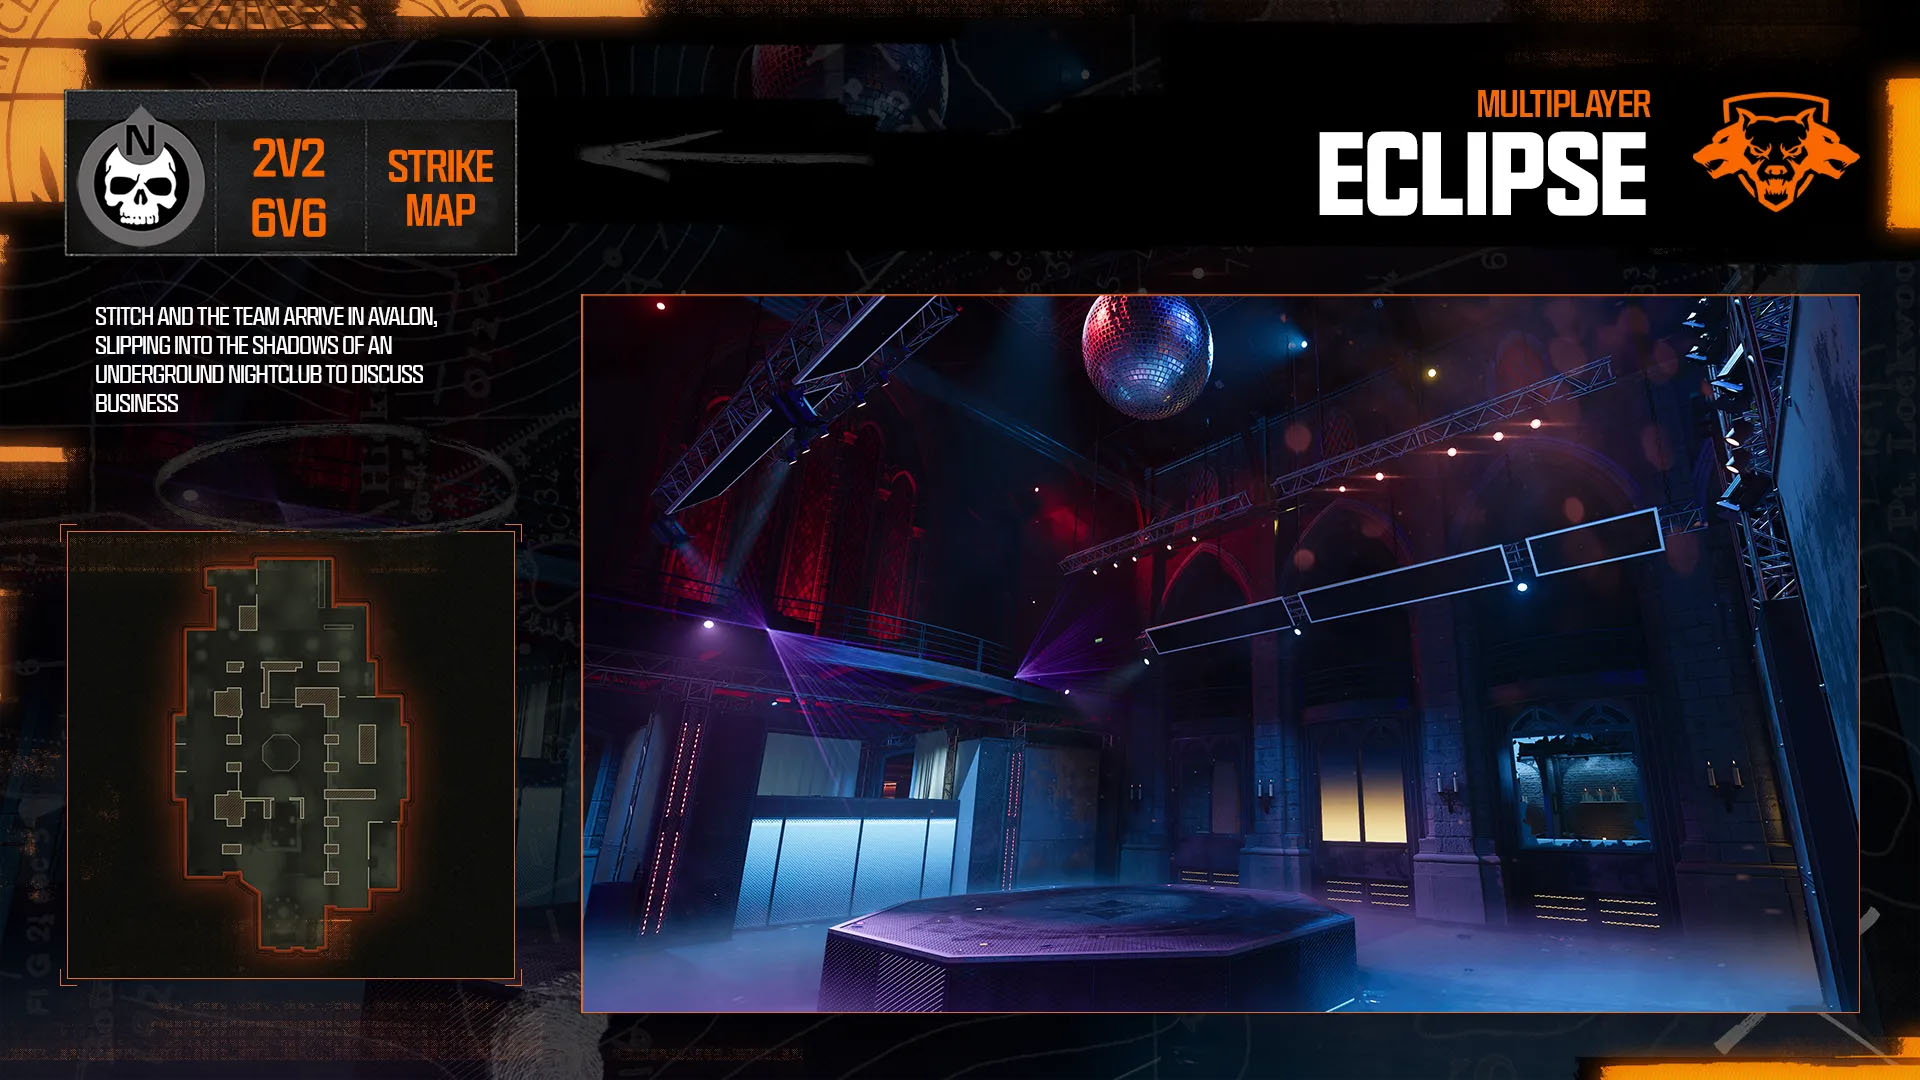 N
2V2
6V6
STRIKE
MAP
MULTIPLAYER
ECLIPSE
STITCH AND THE TEAM ARRIVE IN AVALON,
SLIPPING INTO THE SHADOWS OF AN
UNDERGROUND NIGHTCLUB TO DISCUSS
BUSINESS